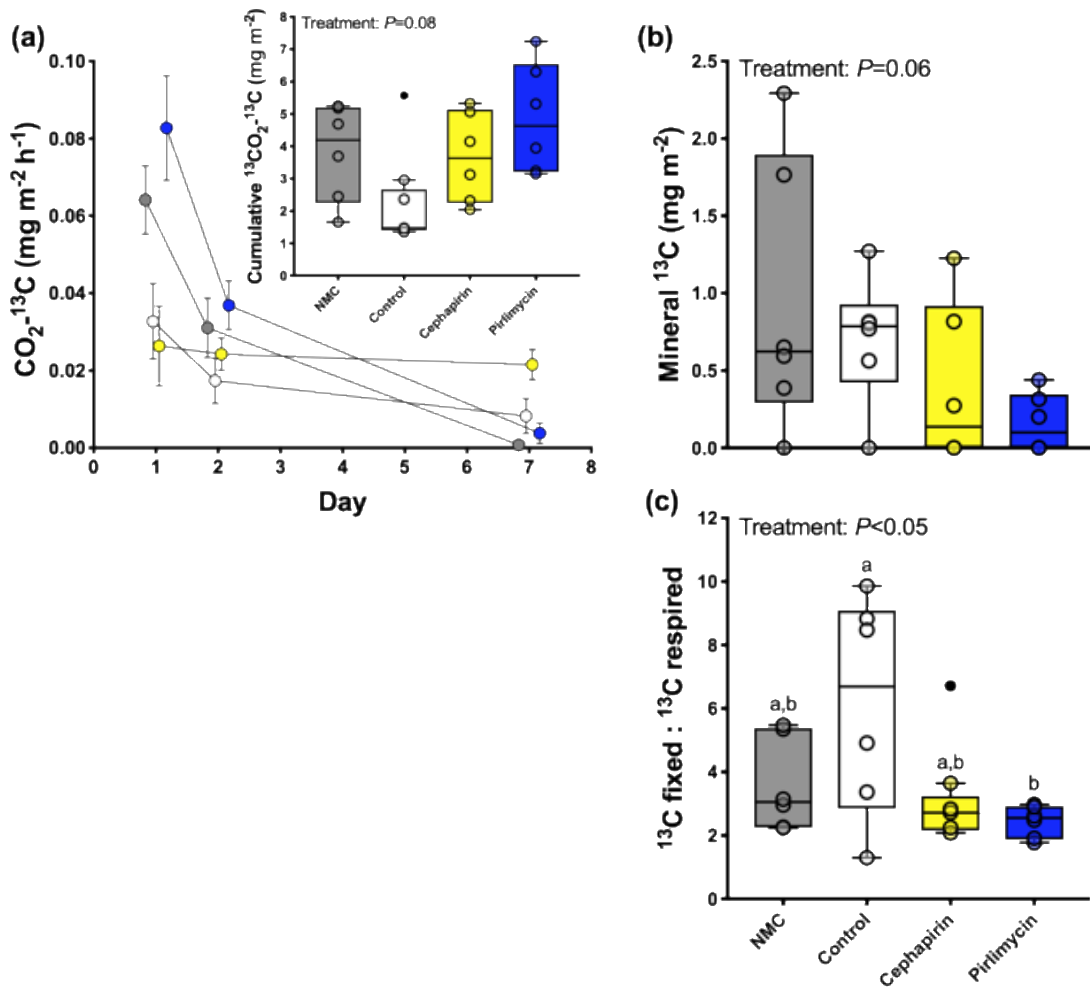 (a)
CO₂-¹³C (mg m⁻² h⁻¹)
0.10
0.08
0.06
0.04
0.02
0.00
0 1 2 3 4 5 6 7 8
Day
Treatment: P=0.08
Cumulative ¹³CO₂-¹³C (mg m⁻²)
8
7
6
5
4
3
2
1
0
NMC Control Cephapirin Pirlimycin
(b)
Treatment: P=0.06
Mineral ¹³C (mg m⁻²)
2.5
2.0
1.5
1.0
0.5
0.0
(c)
Treatment: P<0.05
¹³C fixed : ¹³C respired
12
10
8
6
4
2
0
a,b
a
a,b
b
NMC Control Cephapirin Pirlimycin